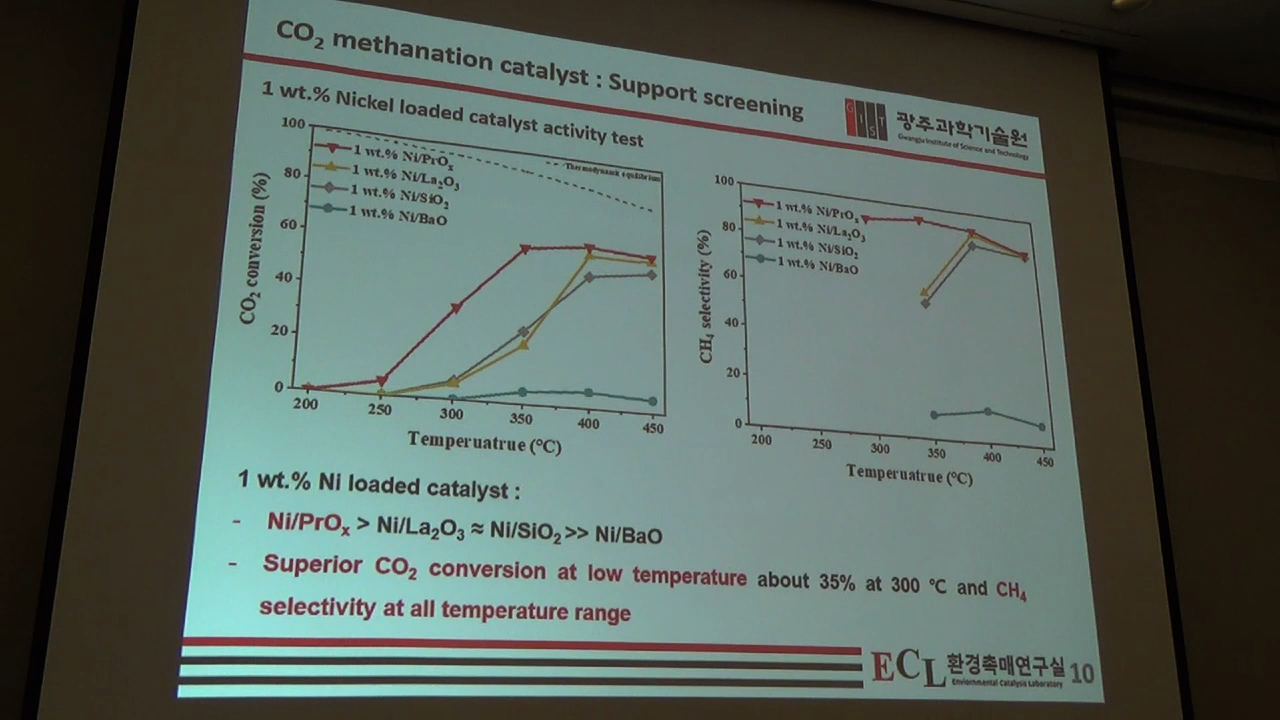 CO₂ methanation catalyst : Support screening
GIST
광주과학기술원
Gwangju Institute of Science and Technology
1 wt.% Nickel loaded catalyst activity test
CO₂ conversion (%)
100
80
60
40
20
0
1 wt.% Ni/PrOₓ
1 wt.% Ni/La₂O₃
1 wt.% Ni/SiO₂
1 wt.% Ni/BaO
200
250
300
350
400
450
Temperuatrue (°C)
CH₄ selectivity (%)
100
80
60
40
20
0
1 wt.% Ni/PrOₓ
1 wt.% Ni/La₂O₃
1 wt.% Ni/SiO₂
1 wt.% Ni/BaO
200
250
300
350
400
450
Temperuatrue (°C)
1 wt.% Ni loaded catalyst :
- Ni/PrOₓ > Ni/La₂O₃ ≈ Ni/SiO₂ >> Ni/BaO
- Superior CO₂ conversion at low temperature about 35% at 300 °C and CH₄
selectivity at all temperature range
ECL 환경촉매연구실 10
Environmental Catalysis Laboratory